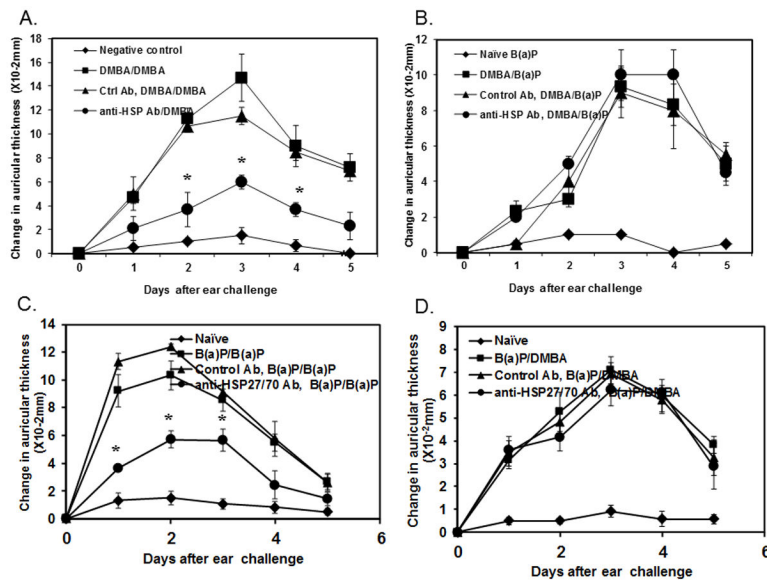 A.
Change in auricular thickness (X10-2mm)
18
16
14
12
10
8
6
4
2
0
Negative control
DMBA/DMBA
Ctrl Ab, DMBA/DMBA
anti-HSP Ab/DMBA
*
*
*
0 1 2 3 4 5
Days after ear challenge
B.
Change in auricular thickness (X10-2mm)
10
8
6
4
2
0
Naïve B(a)P
DMBA/B(a)P
Control Ab, DMBA/B(a)P
anti-HSP Ab, DMBA/B(a)P
0 1 2 3 4 5
Days after ear challenge
C.
Change in auricular thickness
(X10-2mm)
14
12
10
8
6
4
2
0
Naïve
B(a)P/B(a)P
Control Ab, B(a)P/B(a)P
anti-HSP27/70 Ab, B(a)P/B(a)P
*
*
*
0 2 4 6
Days after ear challenge
D.
Change in auricular thickness
(X10-2mm)
9
8
7
6
5
4
3
2
1
0
Naïve
B(a)P/DMBA
Control Ab, B(a)P/DMBA
anti-HSP27/70 Ab, B(a)P/DMBA
0 2 4 6
Days after ear challenge